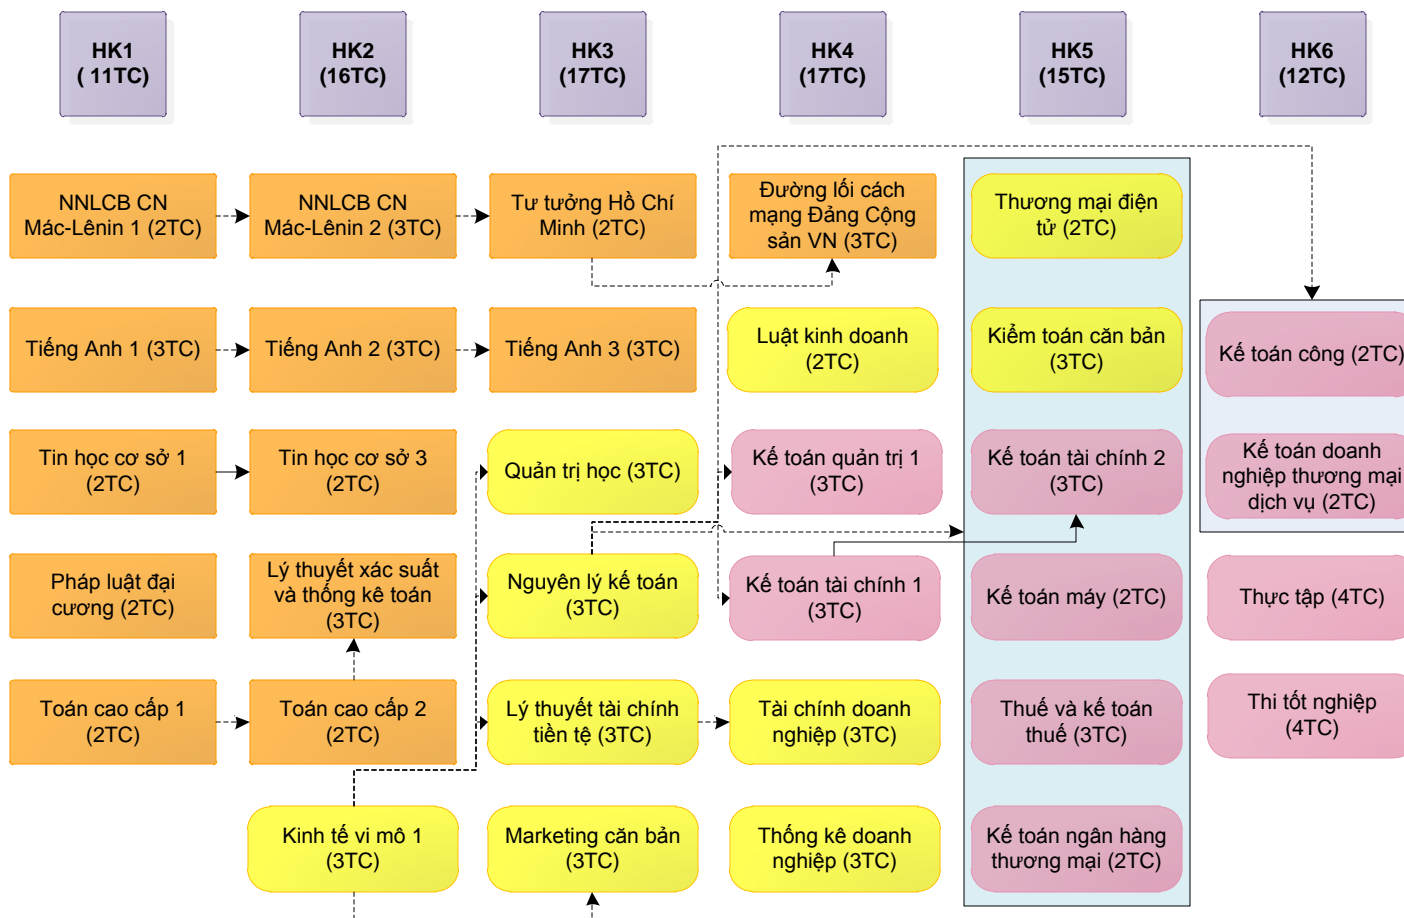 HK1
( 11TC)
HK2
(16TC)
HK3
(17TC)
HK4
(17TC)
HK5
(15TC)
HK6
(12TC)
NNLCB CN
Mác-Lênin 1 (2TC)
NNLCB CN
Mác-Lênin 2 (3TC)
Tư tưởng Hồ Chí
Minh (2TC)
Đường lối cách
mạng Đảng Cộng
sản VN (3TC)
Thương mại điện
tử (2TC)
Tiếng Anh 1 (3TC)
Tiếng Anh 2 (3TC)
Tiếng Anh 3 (3TC)
Luật kinh doanh
(2TC)
Kiểm toán căn bản
(3TC)
Kế toán công (2TC)
Tin học cơ sở 1
(2TC)
Tin học cơ sở 3
(2TC)
Quản trị học (3TC)
Kế toán quản trị 1
(3TC)
Kế toán tài chính 2
(3TC)
Kế toán doanh
nghiệp thương mại
dịch vụ (2TC)
Pháp luật đại
cương (2TC)
Lý thuyết xác suất
và thống kê toán
(3TC)
Nguyên lý kế toán
(3TC)
Kế toán tài chính 1
(3TC)
Kế toán máy (2TC)
Thực tập (4TC)
Toán cao cấp 1
(2TC)
Toán cao cấp 2
(2TC)
Lý thuyết tài chính
tiền tệ (3TC)
Tài chính doanh
nghiệp (3TC)
Thuế và kế toán
thuế (3TC)
Thi tốt nghiệp
(4TC)
Kinh tế vi mô 1
(3TC)
Marketing căn bản
(3TC)
Thống kê doanh
nghiệp (3TC)
Kế toán ngân hàng
thương mại (2TC)